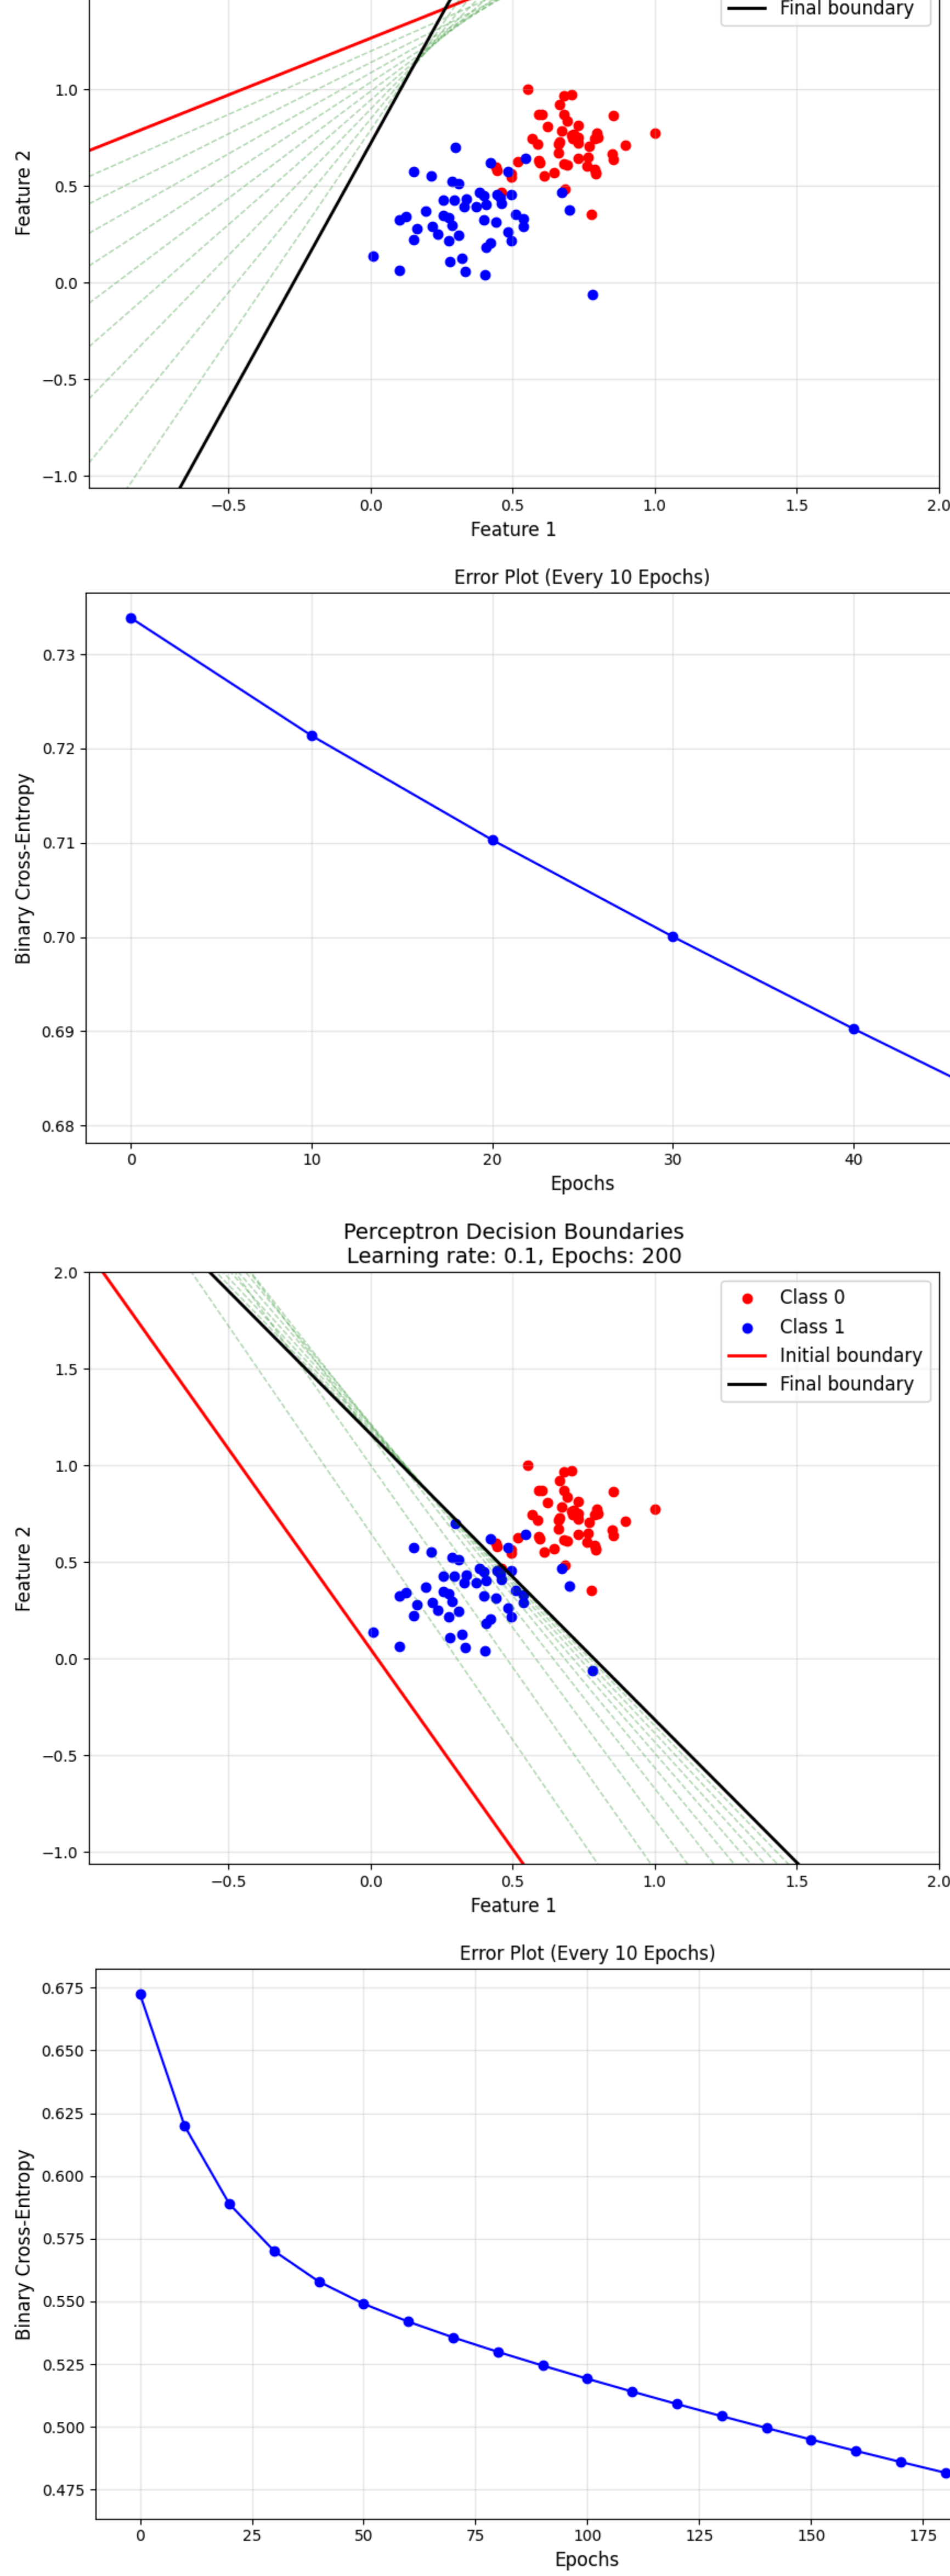 Final boundary
1.0
0.5
0.0
−0.5
−1.0
Feature 2
−0.5 0.0 0.5 1.0 1.5 2.0
Feature 1
Error Plot (Every 10 Epochs)
0.73
0.72
0.71
0.70
0.69
0.68
Binary Cross-Entropy
0 10 20 30 40
Epochs
Perceptron Decision Boundaries
Learning rate: 0.1, Epochs: 200
Class 0
Class 1
Initial boundary
Final boundary
2.0
1.5
1.0
0.5
0.0
−0.5
−1.0
Feature 2
−0.5 0.0 0.5 1.0 1.5 2.0
Feature 1
Error Plot (Every 10 Epochs)
0.675
0.650
0.625
0.600
0.575
0.550
0.525
0.500
0.475
Binary Cross-Entropy
0 25 50 75 100 125 150 175
Epochs